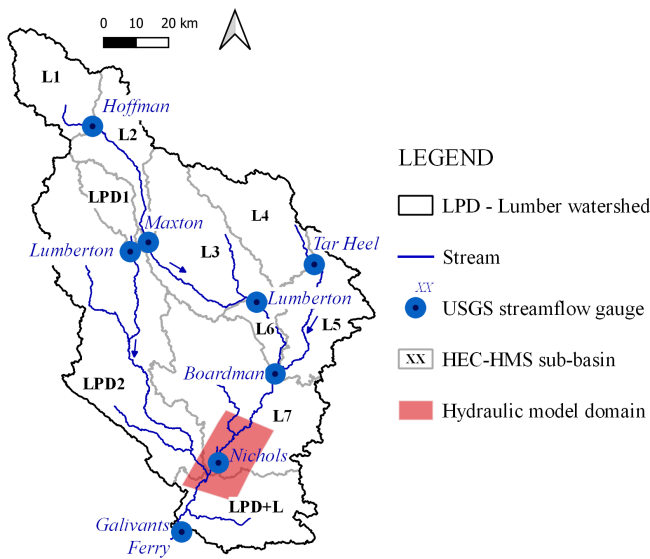 0 10 20 km
L1
Hoffman
L2
LPD1
L4
Maxton
Lumberton
L3
Tar Heel
Lumberton
L6
L5
Boardman
LPD2
L7
Nichols
LPD+L
Galivants
Ferry
LEGEND
LPD - Lumber watershed
Stream
XX
USGS streamflow gauge
XX HEC-HMS sub-basin
Hydraulic model domain